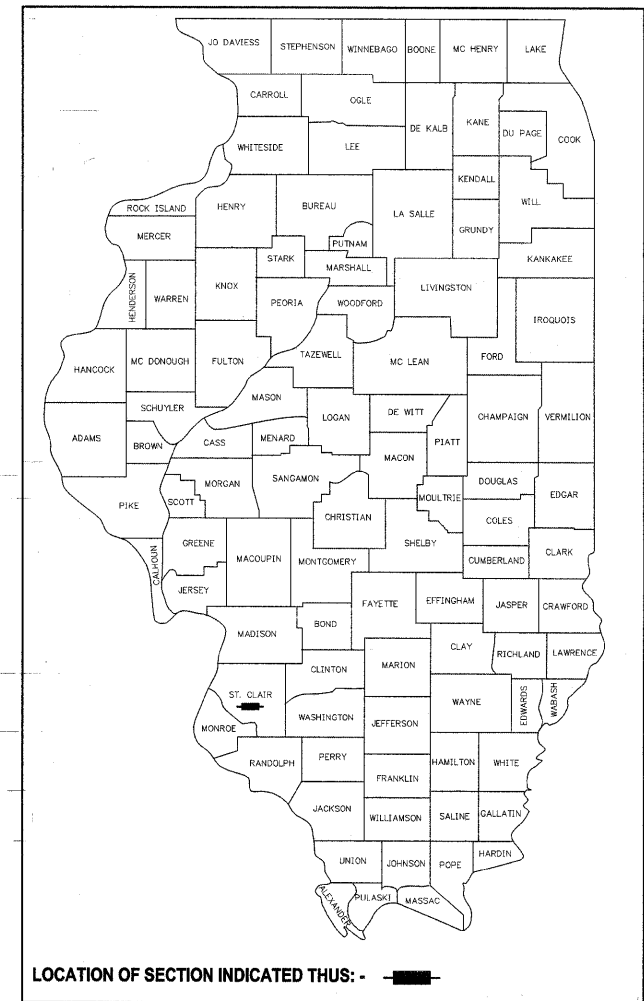 JO DAVIESS STEPHENSON WINNEBAGO BOONE MC HENRY LAKE
CARROLL OGLE DE KALB KANE DU PAGE COOK
WHITESIDE LEE
KENDALL
ROCK ISLAND HENRY BUREAU LA SALLE WILL
MERCER PUTNAM GRUNDY
STARK MARSHALL KANKAKEE
HENDERSON WARREN KNOX PEORIA WOODFORD LIVINGSTON IROQUOIS
HANCOCK MC DONOUGH FULTON TAZEWELL MC LEAN FORD
MASON
SCHUYLER LOGAN DE WITT CHAMPAIGN VERMILION
ADAMS BROWN CASS MENARD MACON PIATT
PIKE SCOTT MORGAN SANGAMON MOULTRIE DOUGLAS EDGAR
CHRISTIAN COLES
CALHOUN GREENE MACOUPIN MONTGOMERY SHELBY CUMBERLAND CLARK
JERSEY FAYETTE EFFINGHAM JASPER CRAWFORD
MADISON BOND
MARION CLAY RICHLAND LAWRENCE
CLINTON
ST. CLAIR WAYNE EDWARDS WABASH
MONROE WASHINGTON JEFFERSON
RANDOLPH PERRY HAMILTON WHITE
FRANKLIN
JACKSON WILLIAMSON SALINE GALLATIN
UNION JOHNSON POPE HARDIN
ALEXANDER PULASKI MASSAC
LOCATION OF SECTION INDICATED THUS: -